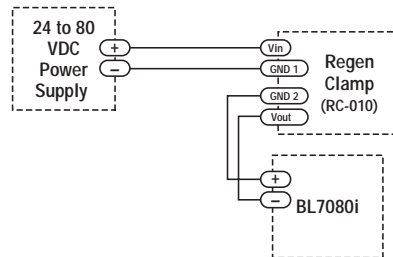 24 to 80
VDC
Power
Supply
+
−
Vin
GND 1
GND 2
Vout
Regen
Clamp
(RC-010)
+
−
BL7080i